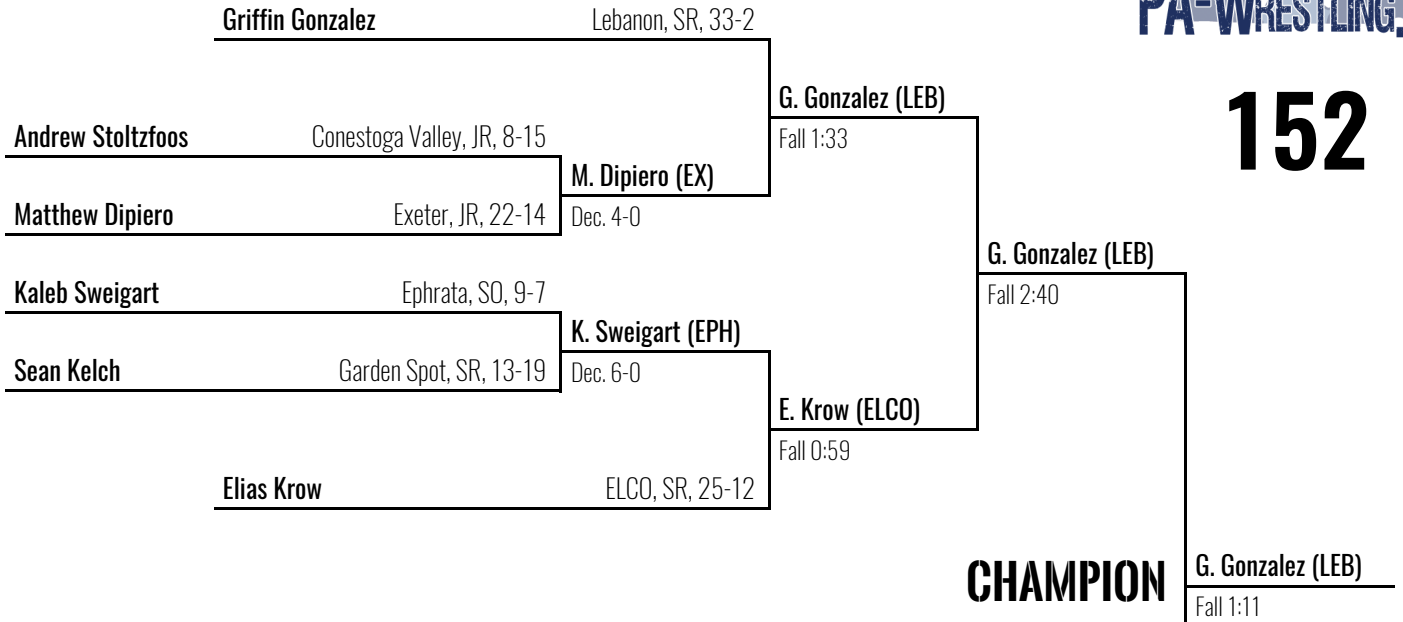 PA-WRESTLING
Griffin Gonzalez Lebanon, SR, 33-2
152
G. Gonzalez (LEB)
Fall 1:33
Andrew Stoltzfoos Conestoga Valley, JR, 8-15
M. Dipiero (EX)
Dec. 4-0
Matthew Dipiero Exeter, JR, 22-14
G. Gonzalez (LEB)
Fall 2:40
Kaleb Sweigart Ephrata, SO, 9-7
K. Sweigart (EPH)
Dec. 6-0
Sean Kelch Garden Spot, SR, 13-19
E. Krow (ELCO)
Fall 0:59
Elias Krow ELCO, SR, 25-12
CHAMPION
G. Gonzalez (LEB)
Fall 1:11